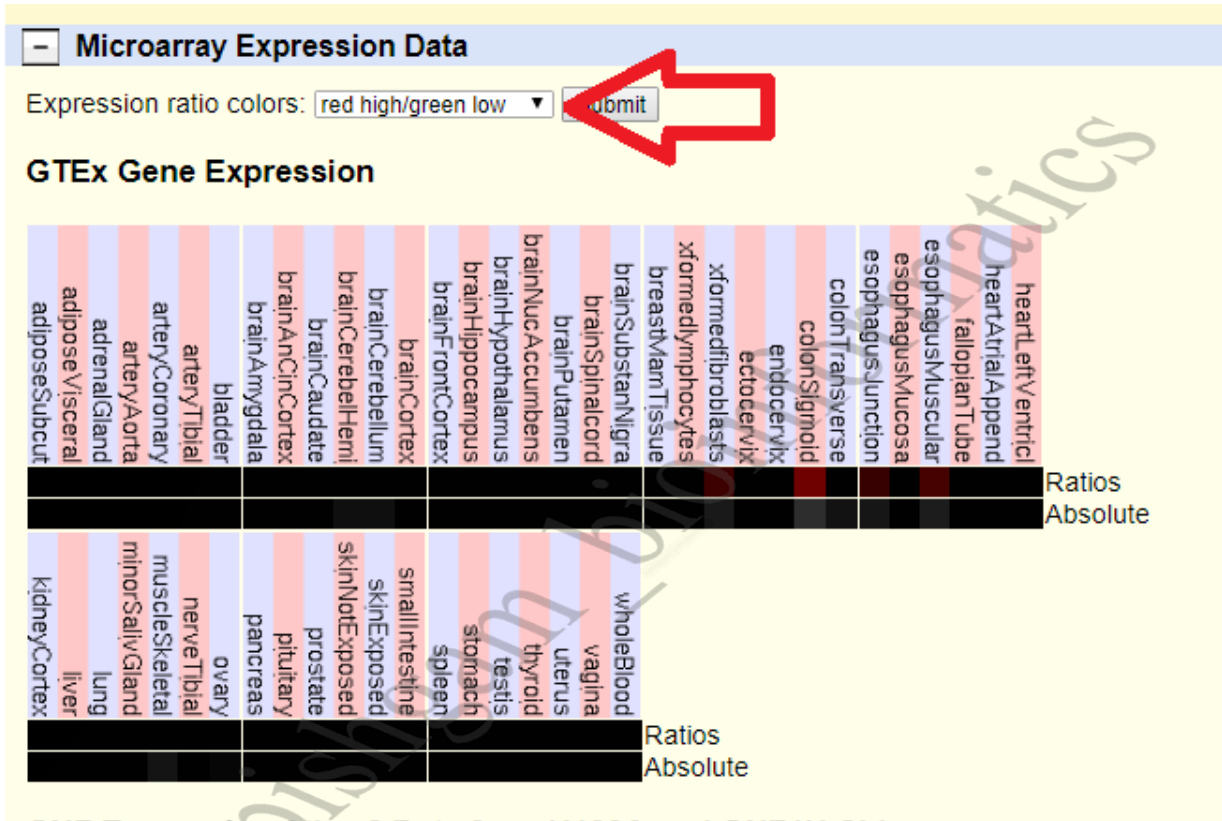 − Microarray Expression Data
Expression ratio colors: red high/green low ▼ ubmit
GTEx Gene Expression
adiposeSubcut
adiposeVisceral
adrenalGland
arteryAorta
arteryCoronary
arteryTibial
bladder
brainAmygdala
brainAnCinCortex
brainCaudate
brainCerebelHemi
brainCerebellum
brainCortex
brainFrontCortex
brainHippocampus
brainHypothalamus
brainNucAccumbens
brainPutamen
brainSpinalcord
brainSubstanNigra
breastMamTissue
xformedlymphocytes
xformedfibroblasts
ectocervix
endocervix
colonSigmoid
colonTransverse
esophagusJunction
esophagusMucosa
esophagusMuscular
fallopianTube
heartAtrialAppend
heartLeftVentricl
Ratios
Absolute
kidneyCortex
liver
lung
minorSalivGland
muscleSkeletal
nerveTibial
ovary
pancreas
pituitary
prostate
skinNotExposed
skinExposed
smallIntestine
spleen
stomach
testis
thyroid
uterus
vagina
wholeBlood
Ratios
Absolute